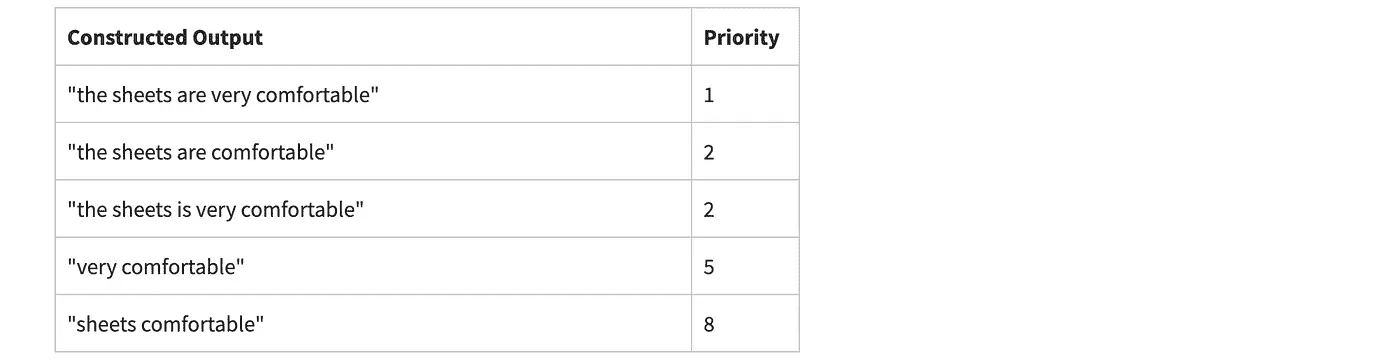 Constructed Output Priority
"the sheets are very comfortable" 1
"the sheets are comfortable" 2
"the sheets is very comfortable" 2
"very comfortable" 5
"sheets comfortable" 8